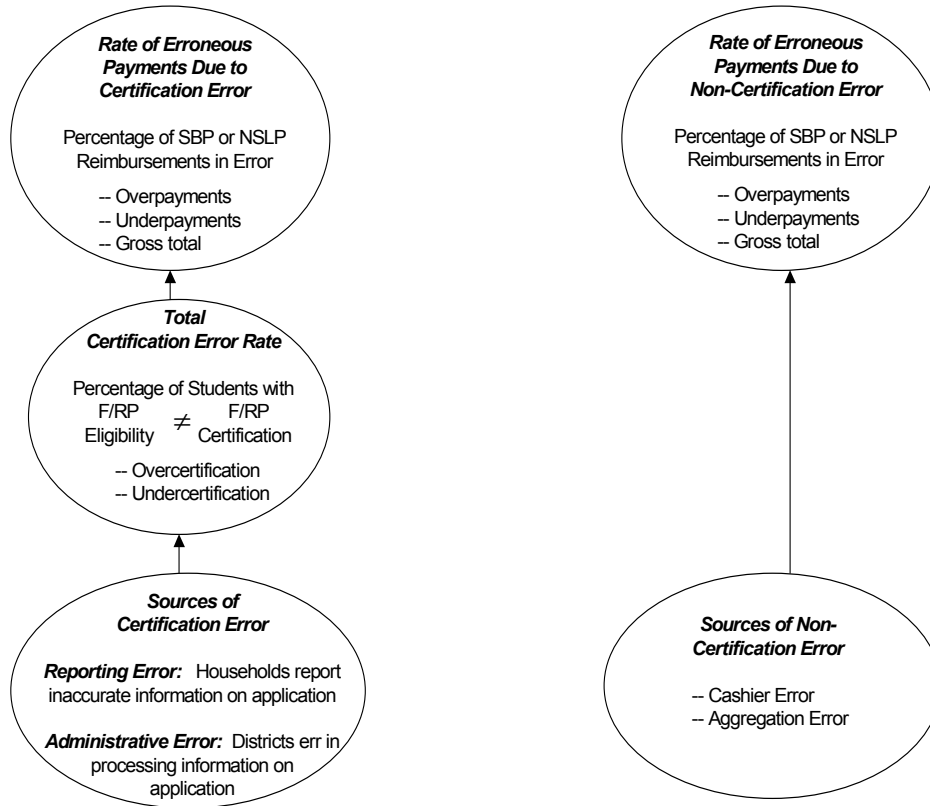 Rate of Erroneous
Payments Due to
Certification Error
Percentage of SBP or NSLP
Reimbursements in Error
-- Overpayments
-- Underpayments
-- Gross total
Total
Certification Error Rate
Percentage of Students with
F/RP ≠ F/RP
Eligibility Certification
-- Overcertification
-- Undercertification
Sources of
Certification Error
Reporting Error: Households report
inaccurate information on application
Administrative Error: Districts err in
processing information on
application
Rate of Erroneous
Payments Due to
Non-Certification Error
Percentage of SBP or NSLP
Reimbursements in Error
-- Overpayments
-- Underpayments
-- Gross total
Sources of Non-
Certification Error
-- Cashier Error
-- Aggregation Error